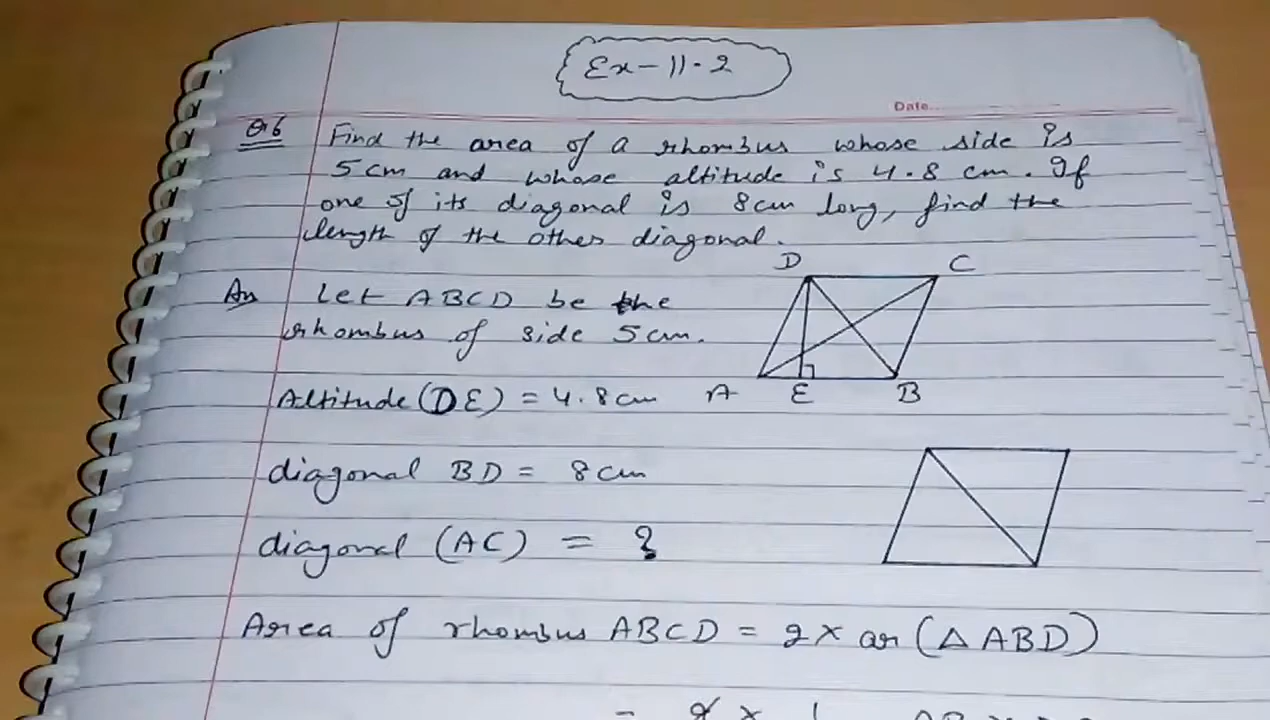 Ex-11.2
Date
Q.6 Find the area of a rhombus whose side is
5cm and whose altitude is 4.8 cm. If
one of its diagonal is 8cm long, find the
length of the other diagonal.
D C
An Let ABCD be the
rhombus of side 5cm.
A E B
Altitude (DE) = 4.8cm
diagonal BD = 8cm
diagonal (AC) = ?
Area of rhombus ABCD = 2 × ar (△ ABD)